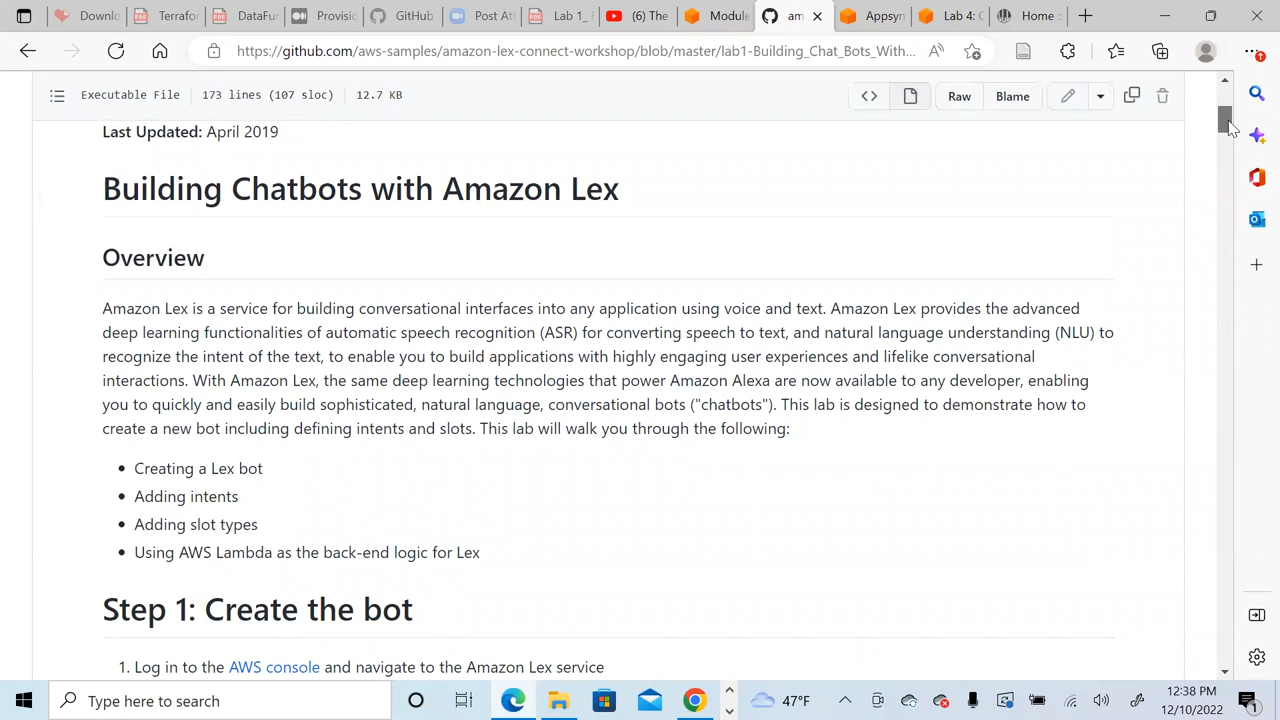 Downlo
Terrafor
DataFur
Provisio
GitHub
Post Att
Lab 1_ I
(6) The
Module
am
Appsyn
Lab 4: C
Home :
https://github.com/aws-samples/amazon-lex-connect-workshop/blob/master/lab1-Building_Chat_Bots_With...
Executable File 173 lines (107 sloc) 12.7 KB
Raw Blame
Last Updated: April 2019
Building Chatbots with Amazon Lex
Overview
Amazon Lex is a service for building conversational interfaces into any application using voice and text. Amazon Lex provides the advanced
deep learning functionalities of automatic speech recognition (ASR) for converting speech to text, and natural language understanding (NLU) to
recognize the intent of the text, to enable you to build applications with highly engaging user experiences and lifelike conversational
interactions. With Amazon Lex, the same deep learning technologies that power Amazon Alexa are now available to any developer, enabling
you to quickly and easily build sophisticated, natural language, conversational bots ("chatbots"). This lab is designed to demonstrate how to
create a new bot including defining intents and slots. This lab will walk you through the following:
• Creating a Lex bot
• Adding intents
• Adding slot types
• Using AWS Lambda as the back-end logic for Lex
Step 1: Create the bot
1. Log in to the AWS console and navigate to the Amazon Lex service
Type here to search
47°F
12:38 PM
12/10/2022
1